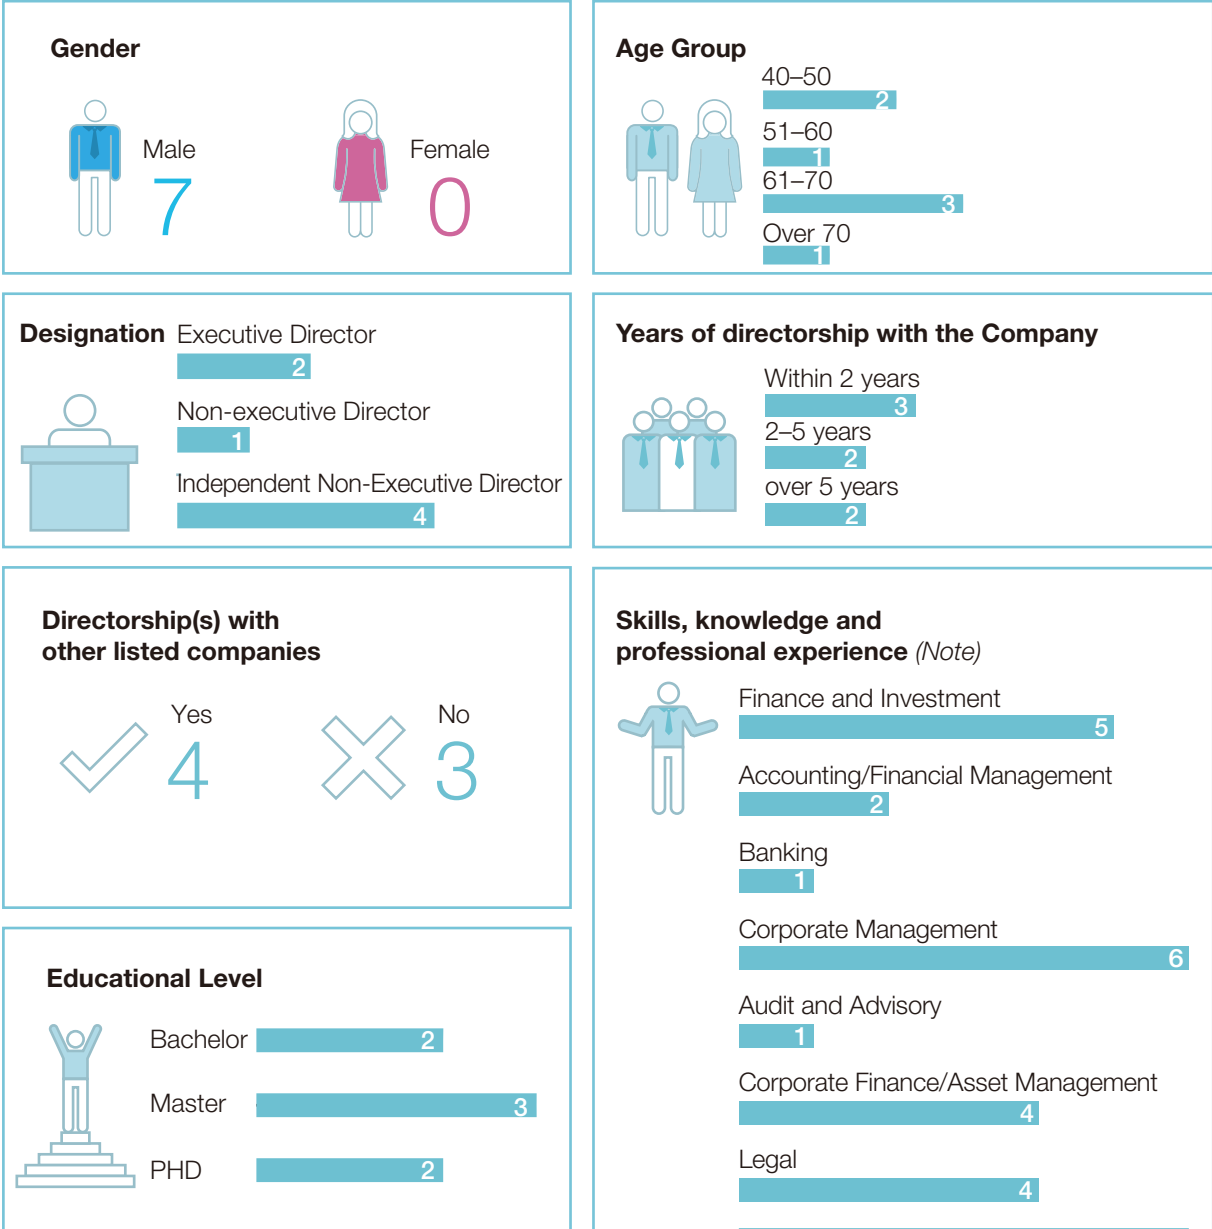 Gender
Male
7
Female
0
Age Group
40–50
2
51–60
1
61–70
3
Over 70
1
Designation
Executive Director
2
Non-executive Director
1
Independent Non-Executive Director
4
Years of directorship with the Company
Within 2 years
3
2–5 years
2
over 5 years
2
Directorship(s) with
other listed companies
Yes
4
No
3
Educational Level
Bachelor
2
Master
3
PHD
2
Skills, knowledge and
professional experience (Note)
Finance and Investment
5
Accounting/Financial Management
2
Banking
1
Corporate Management
6
Audit and Advisory
1
Corporate Finance/Asset Management
4
Legal
4